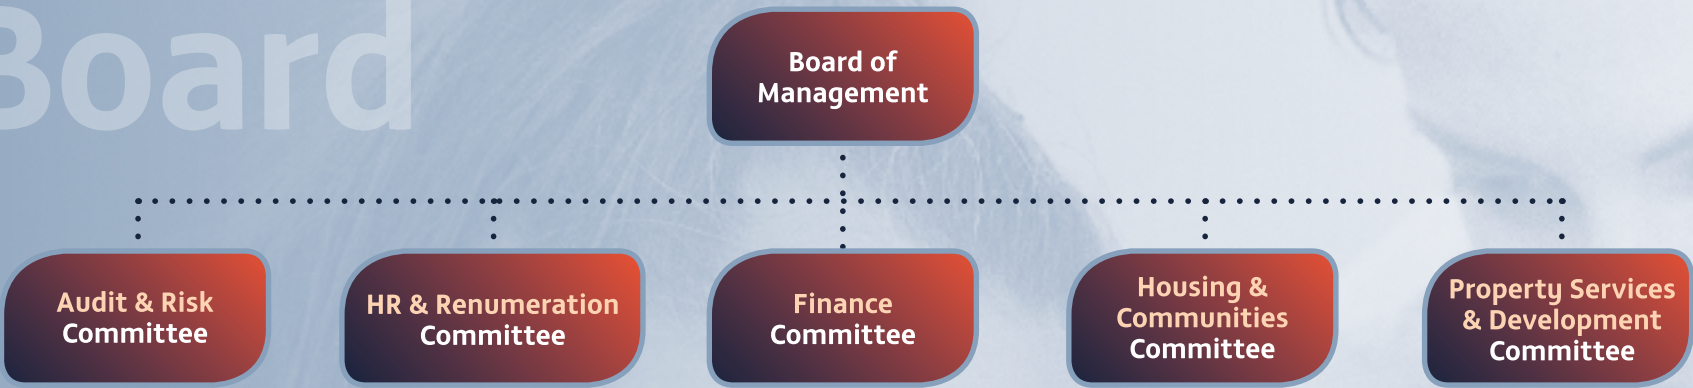 Board
Board of
Management
Audit & Risk
Committee
HR & Renumeration
Committee
Finance
Committee
Housing &
Communities
Committee
Property Services
& Development
Committee